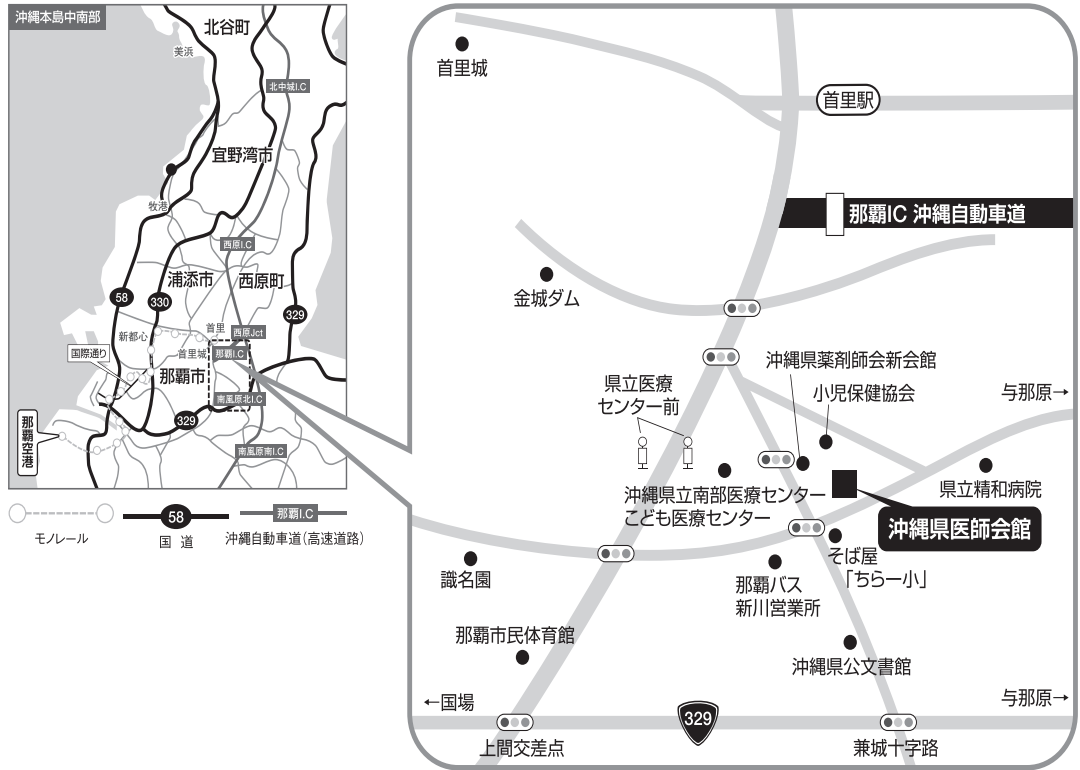 沖縄本島中南部
北谷町
美浜
北中城I.C
宜野湾市
牧港
西原I.C
浦添市
西原町
58
330
329
新都心
首里
西原Jct
国際通り
首里城
那覇I.C
那覇市
南風原北I.C
329
那覇空港
南風原南I.C
モノレール
58
国 道
那覇I.C
沖縄自動車道(高速道路)
首里城
首里駅
那覇IC 沖縄自動車道
金城ダム
沖縄県薬剤師会新会館
小児保健協会
与那原→
県立医療
センター前
沖縄県立南部医療センター
こども医療センター
県立精和病院
沖縄県医師会館
そば屋
「ちらー小」
識名園
那覇バス
新川営業所
那覇市民体育館
沖縄県公文書館
←国場
与那原→
329
上間交差点
兼城十字路